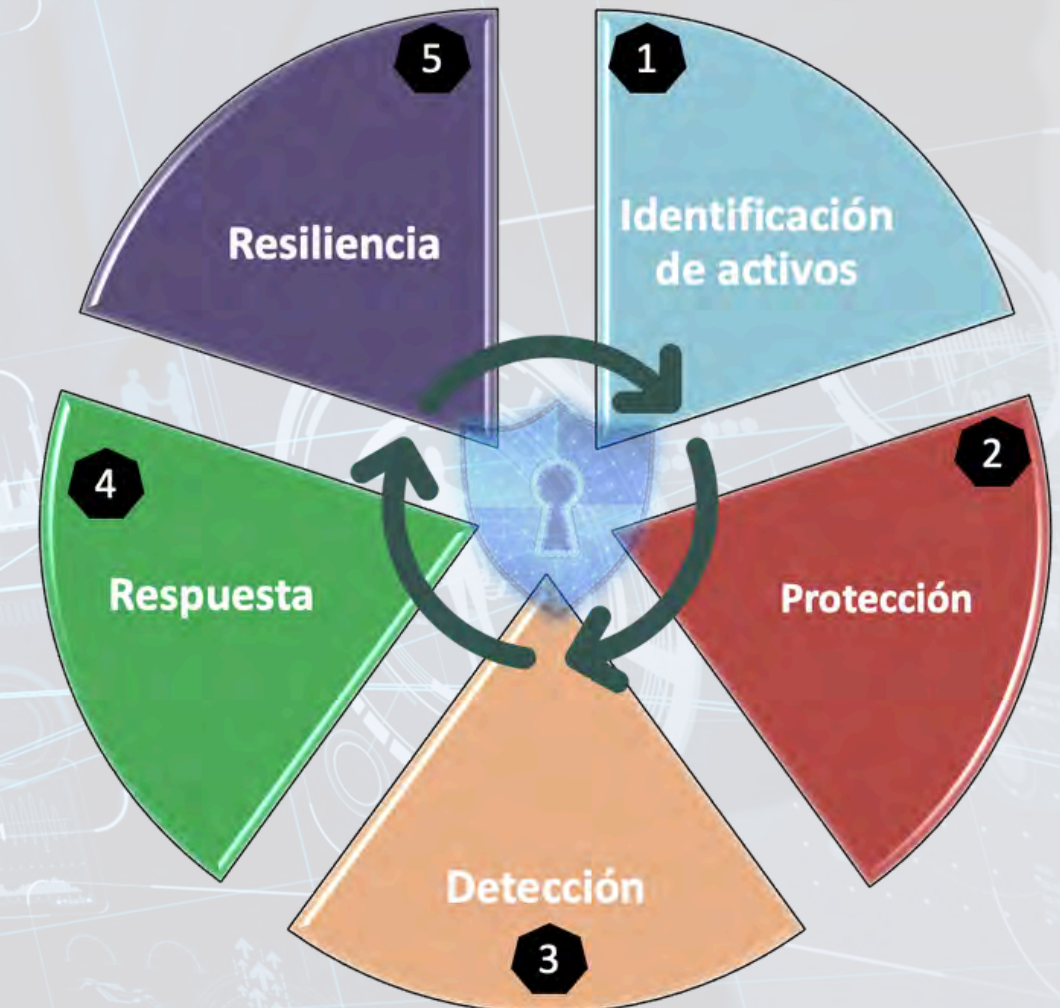 1
Identificación
de activos
2
Protección
3
Detección
4
Respuesta
5
Resiliencia